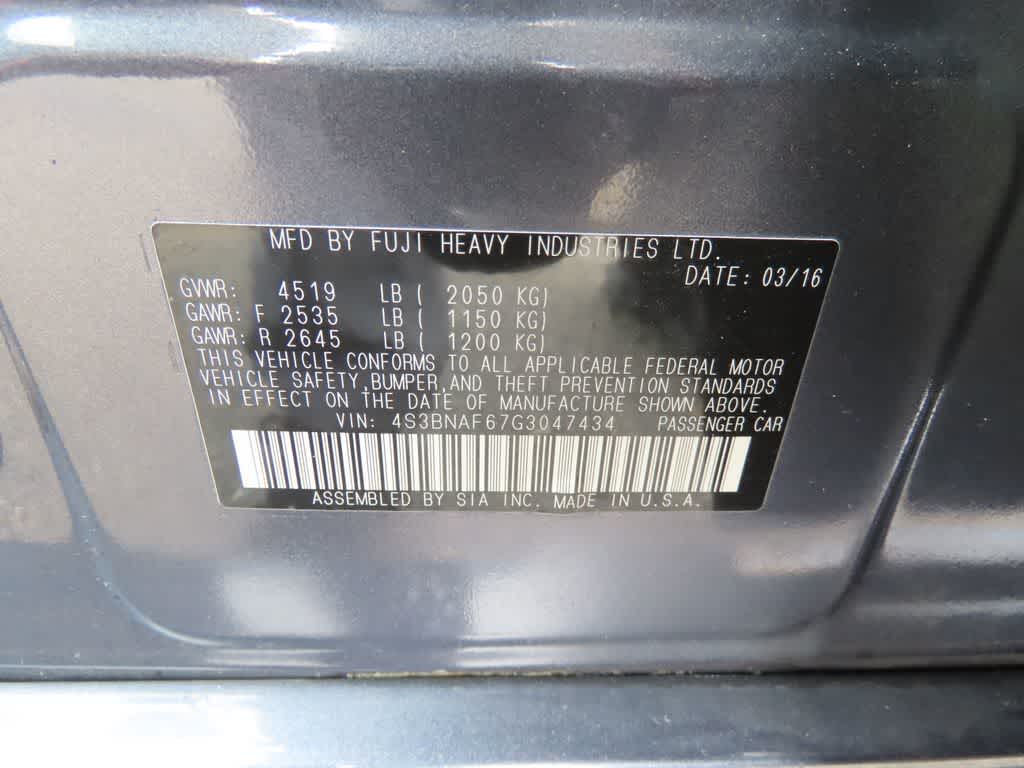 MFD BY FUJI HEAVY INDUSTRIES LTD.
DATE: 03/16
GVWR: 4519 LB ( 2050 KG)
GAWR: F 2535 LB ( 1150 KG)
GAWR: R 2645 LB ( 1200 KG)
THIS VEHICLE CONFORMS TO ALL APPLICABLE FEDERAL MOTOR
VEHICLE SAFETY,BUMPER,AND THEFT PREVENTION STANDARDS
IN EFFECT ON THE DATE OF MANUFACTURE SHOWN ABOVE.
VIN: 4S3BNAF67G3047434 PASSENGER CAR
ASSEMBLED BY SIA INC. MADE IN U.S.A.